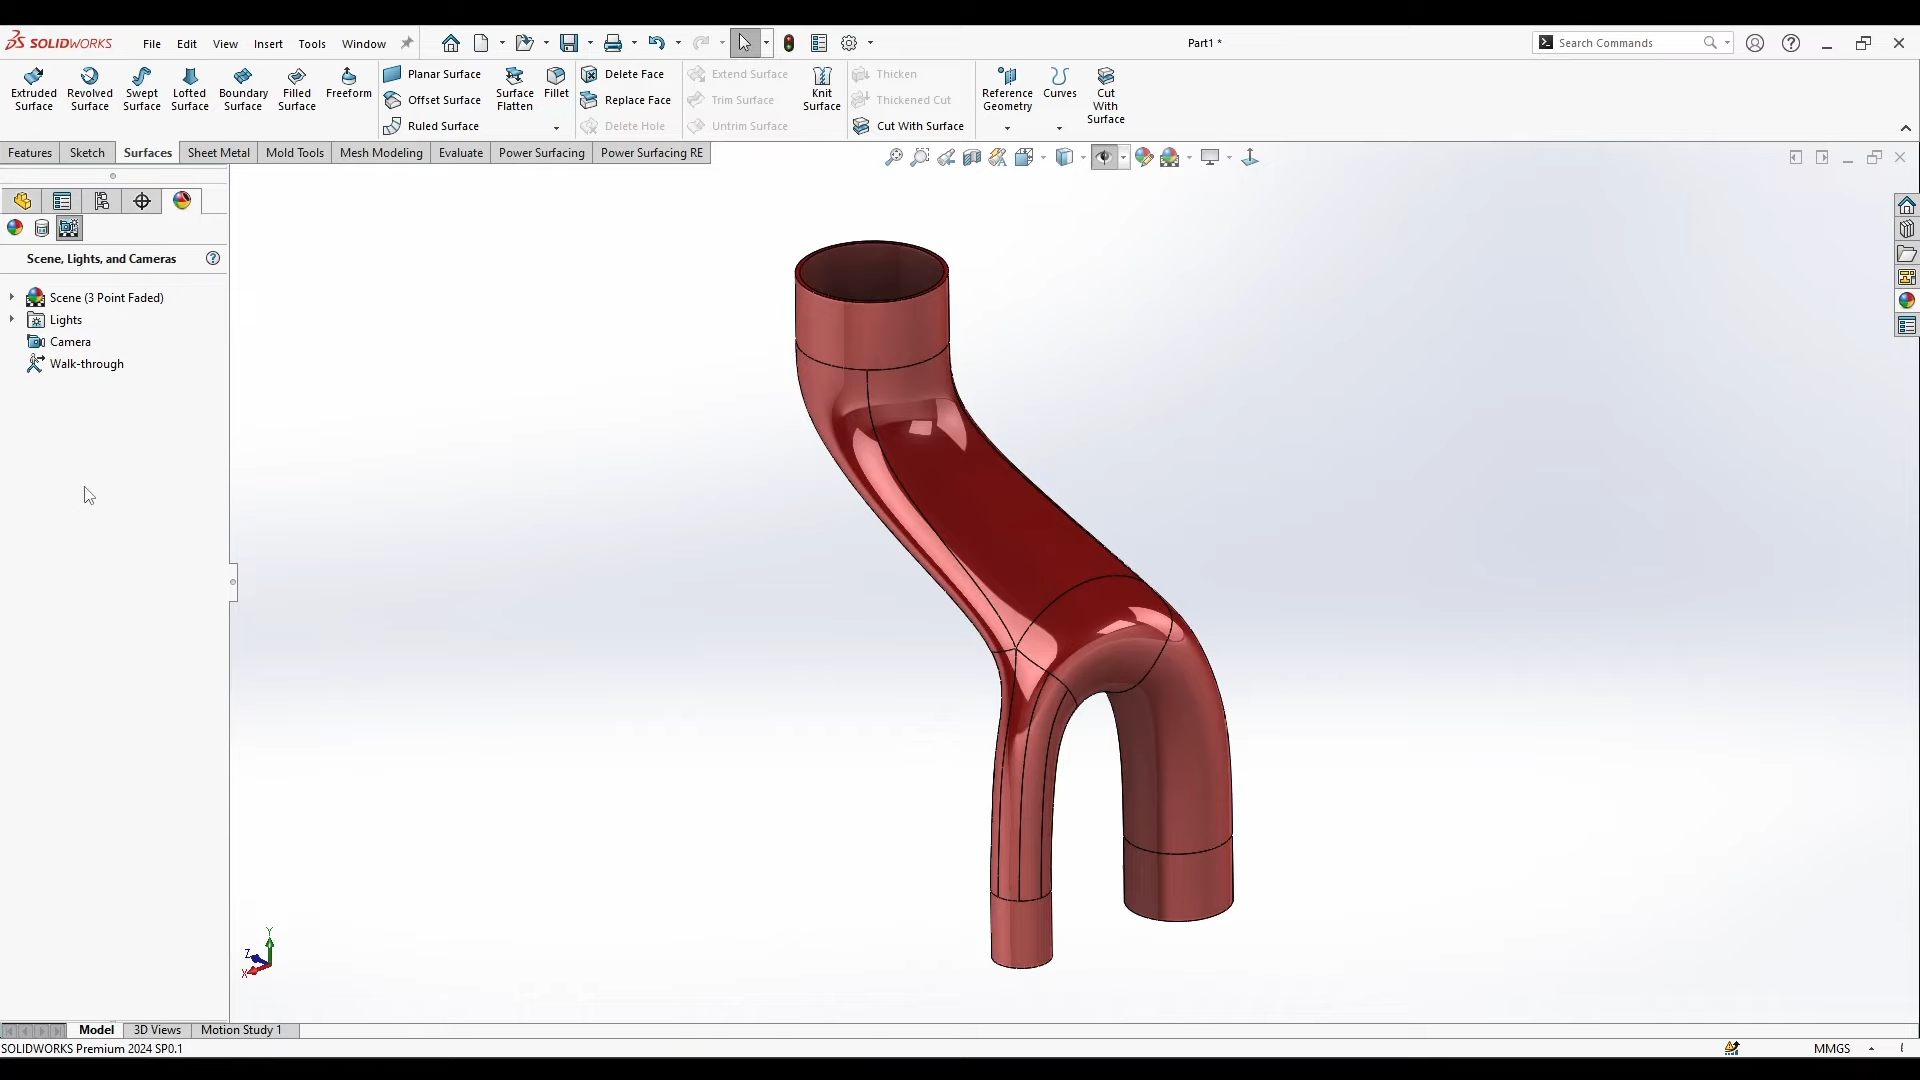 SOLIDWORKS File Edit View Insert Tools Window Part1 * Search Commands
Extruded Surface
Revolved Surface
Swept Surface
Lofted Surface
Boundary Surface
Filled Surface
Freeform
Planar Surface
Offset Surface
Ruled Surface
Surface Flatten
Fillet
Delete Face
Replace Face
Delete Hole
Extend Surface
Trim Surface
Untrim Surface
Knit Surface
Thicken
Thickened Cut
Cut With Surface
Reference Geometry
Curves
Cut With Surface
Features Sketch Surfaces Sheet Metal Mold Tools Mesh Modeling Evaluate Power Surfacing Power Surfacing RE
Scene, Lights, and Cameras
Scene (3 Point Faded)
Lights
Camera
Walk-through
Y
Z
X
Model 3D Views Motion Study 1
SOLIDWORKS Premium 2024 SP0.1 MMGS